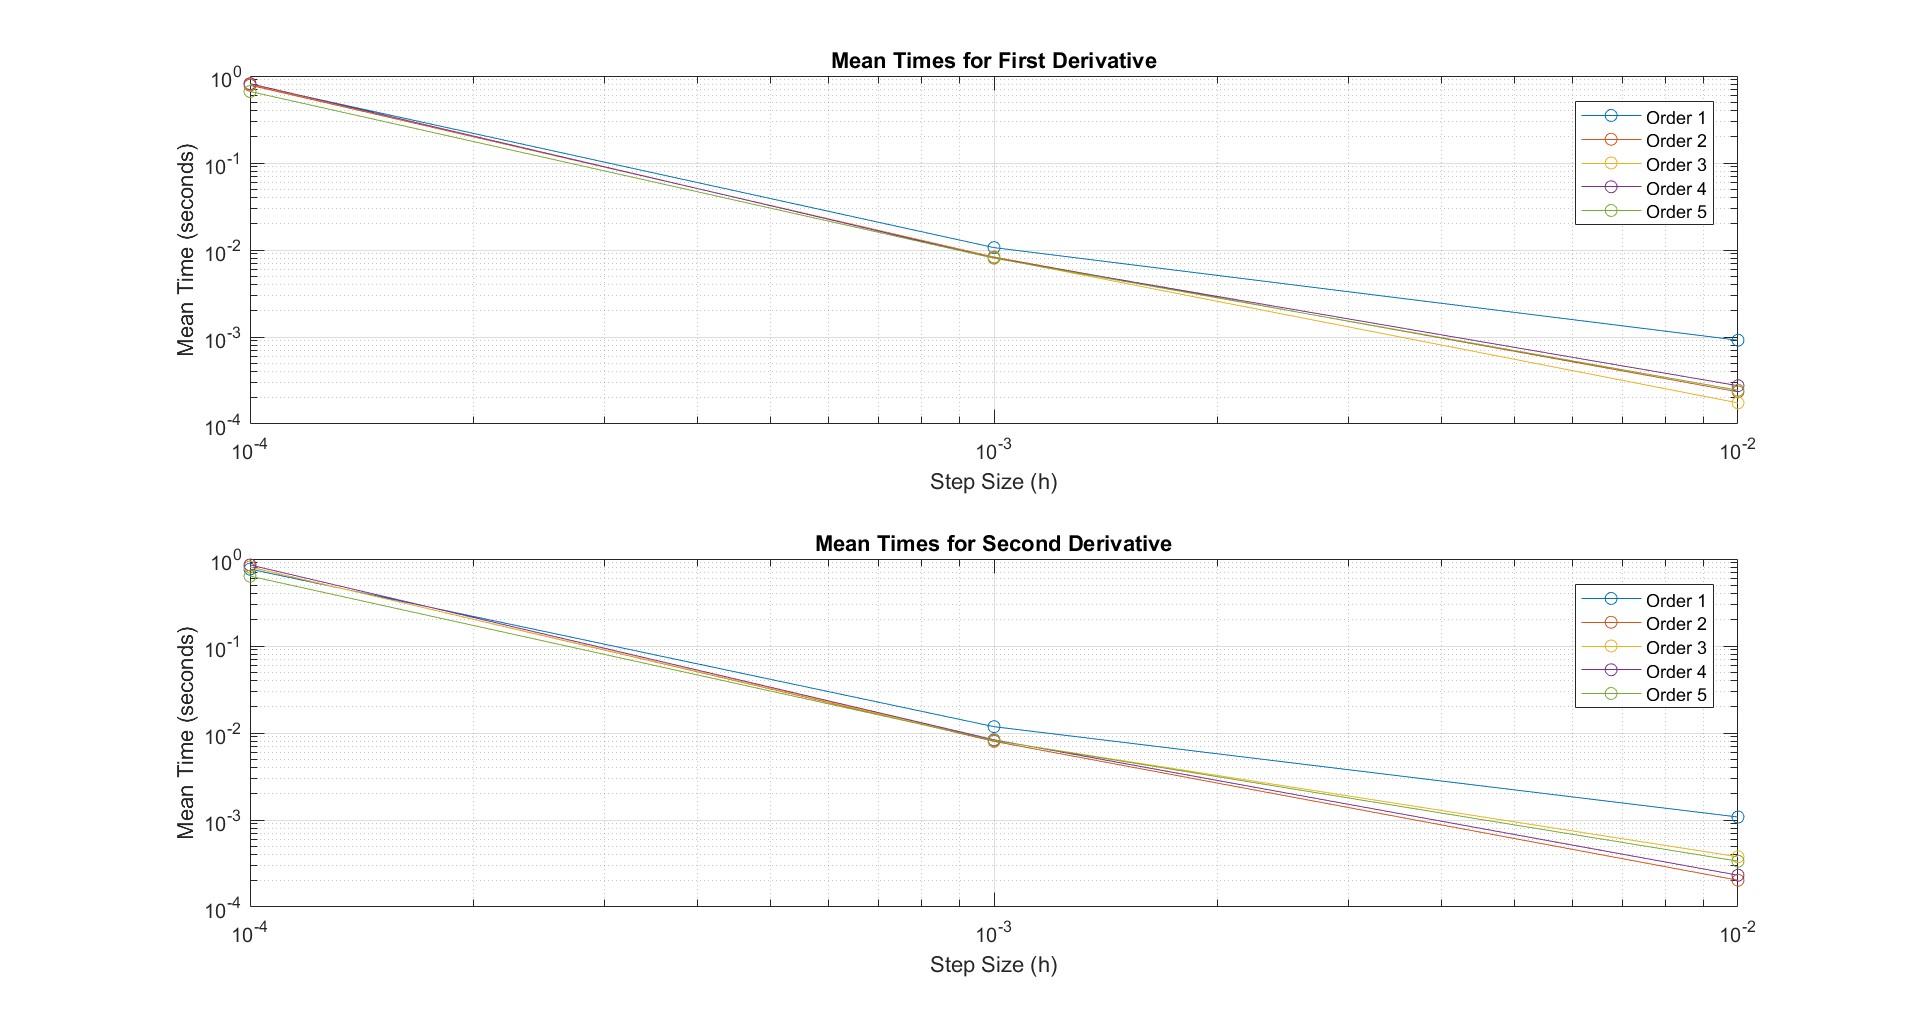 Mean Times for First Derivative
10^0
10^-1
10^-2
10^-3
10^-4
Mean Time (seconds)
Order 1
Order 2
Order 3
Order 4
Order 5
10^-4 10^-3 10^-2
Step Size (h)
Mean Times for Second Derivative
10^0
10^-1
10^-2
10^-3
10^-4
Mean Time (seconds)
Order 1
Order 2
Order 3
Order 4
Order 5
10^-4 10^-3 10^-2
Step Size (h)